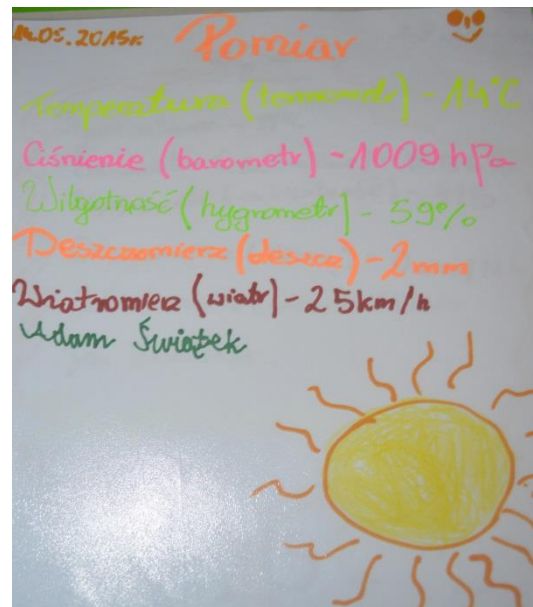 14.05.2015r Pomiar
Temperatura (termometr) - 14°C
Ciśnienie (barometr) - 1009 hPa
Wilgotność (hygrometr) - 59%
Deszczomierz (deszcz) - 2mm
Wiatromierz (wiatr) - 25km/h
Adam Świątek